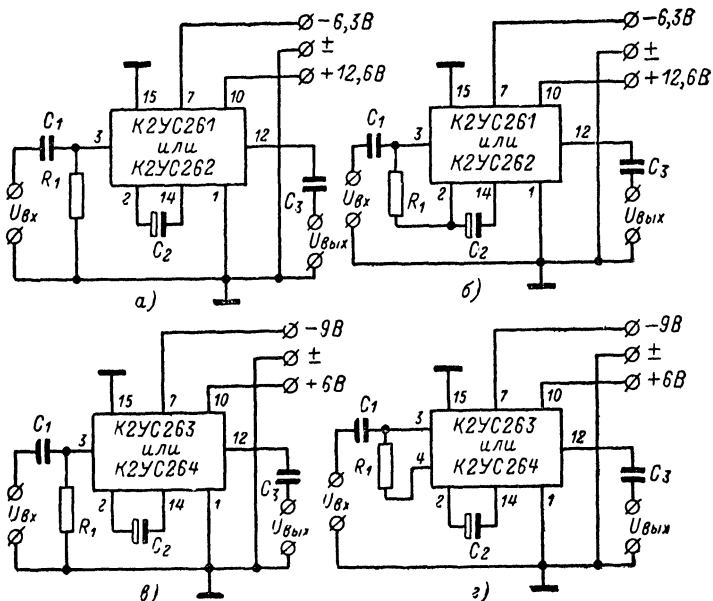 -6,3В
±
+12,6В
15
7
10
C1
3
К2УС261
или
К2УС262
12
R1
C3
Uвх
2
14
1
C2
Uвых
а)
-6,3В
±
+12,6В
15
7
10
C1
3
К2УС261
или
К2УС262
12
R1
C3
Uвх
2
14
1
C2
Uвых
б)
-9В
±
+6В
15
7
10
C1
3
К2УС263
или
К2УС264
12
R1
C3
Uвх
2
14
1
C2
Uвых
в)
-9В
±
+6В
15
7
10
C1
3
К2УС263
или
К2УС264
12
R1
4
C3
Uвх
2
14
1
C2
Uвых
г)